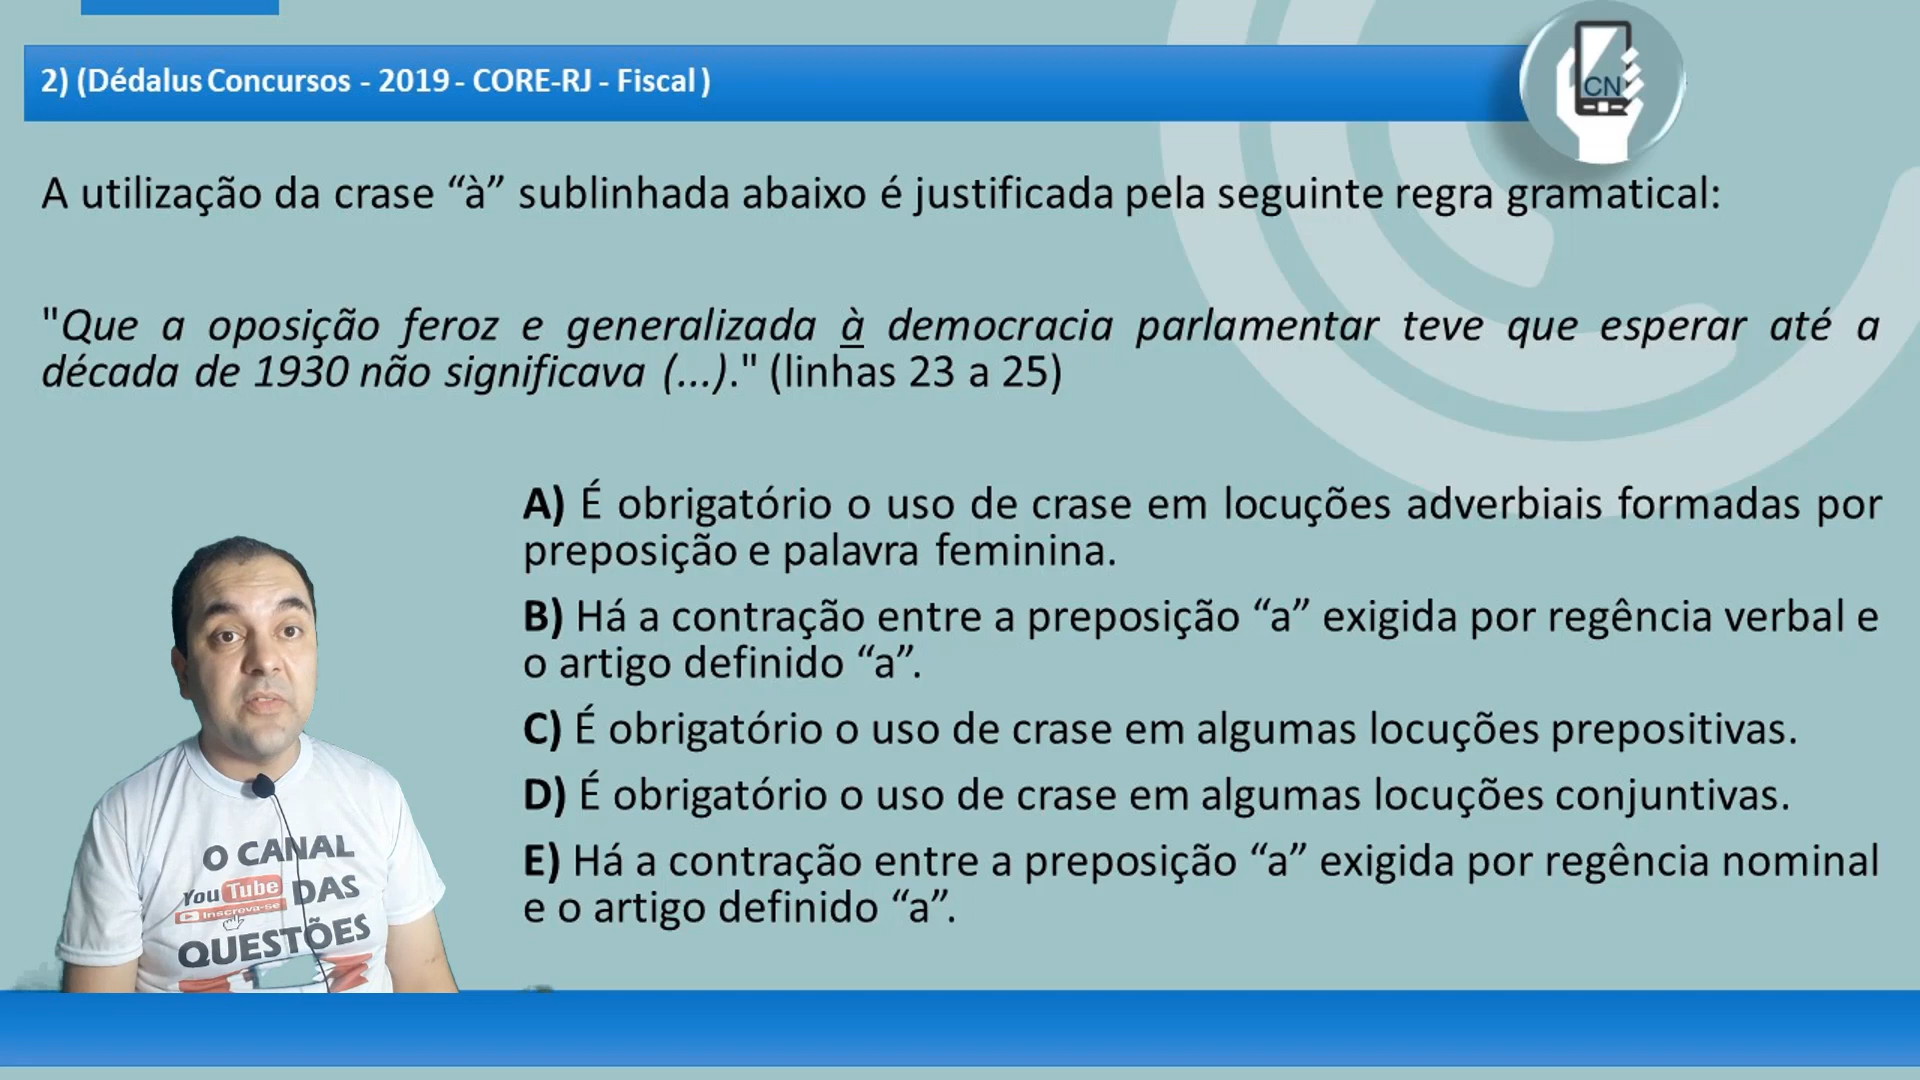 2) (Dédalus Concursos - 2019 - CORE-RJ - Fiscal )
CN
A utilização da crase “à” sublinhada abaixo é justificada pela seguinte regra gramatical:
"Que a oposição feroz e generalizada à democracia parlamentar teve que esperar até a
década de 1930 não significava (...)." (linhas 23 a 25)
A) É obrigatório o uso de crase em locuções adverbiais formadas por
preposição e palavra feminina.
B) Há a contração entre a preposição “a” exigida por regência verbal e
o artigo definido “a”.
C) É obrigatório o uso de crase em algumas locuções prepositivas.
D) É obrigatório o uso de crase em algumas locuções conjuntivas.
E) Há a contração entre a preposição “a” exigida por regência nominal
e o artigo definido “a”.
O CANAL
YouTube DAS
Inscreva-se
QUESTÕES